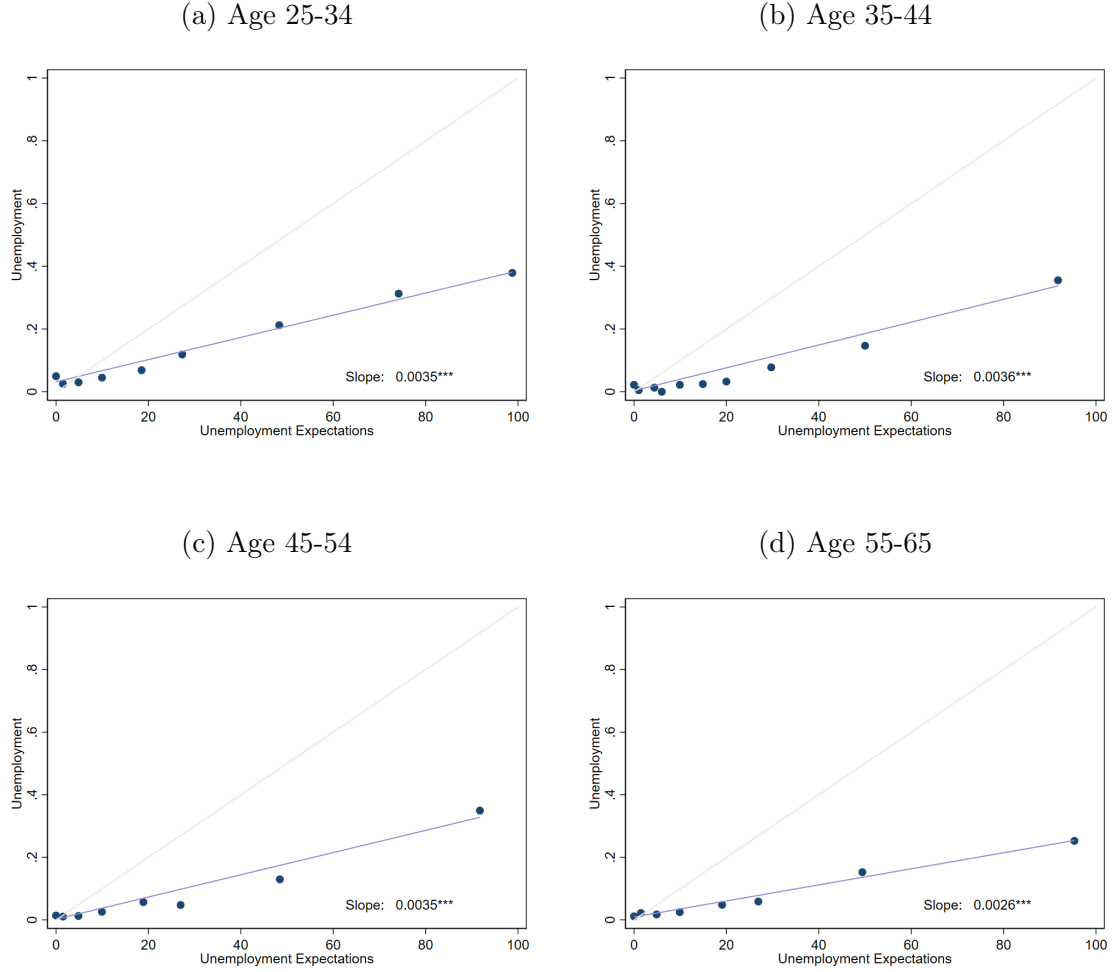 (a) Age 25-34
Unemployment
0 .2 .4 .6 .8 1
Slope: 0.0035***
0 20 40 60 80 100
Unemployment Expectations
(b) Age 35-44
Unemployment
0 .2 .4 .6 .8 1
Slope: 0.0036***
0 20 40 60 80 100
Unemployment Expectations
(c) Age 45-54
Unemployment
0 .2 .4 .6 .8 1
Slope: 0.0035***
0 20 40 60 80 100
Unemployment Expectations
(d) Age 55-65
Unemployment
0 .2 .4 .6 .8 1
Slope: 0.0026***
0 20 40 60 80 100
Unemployment Expectations